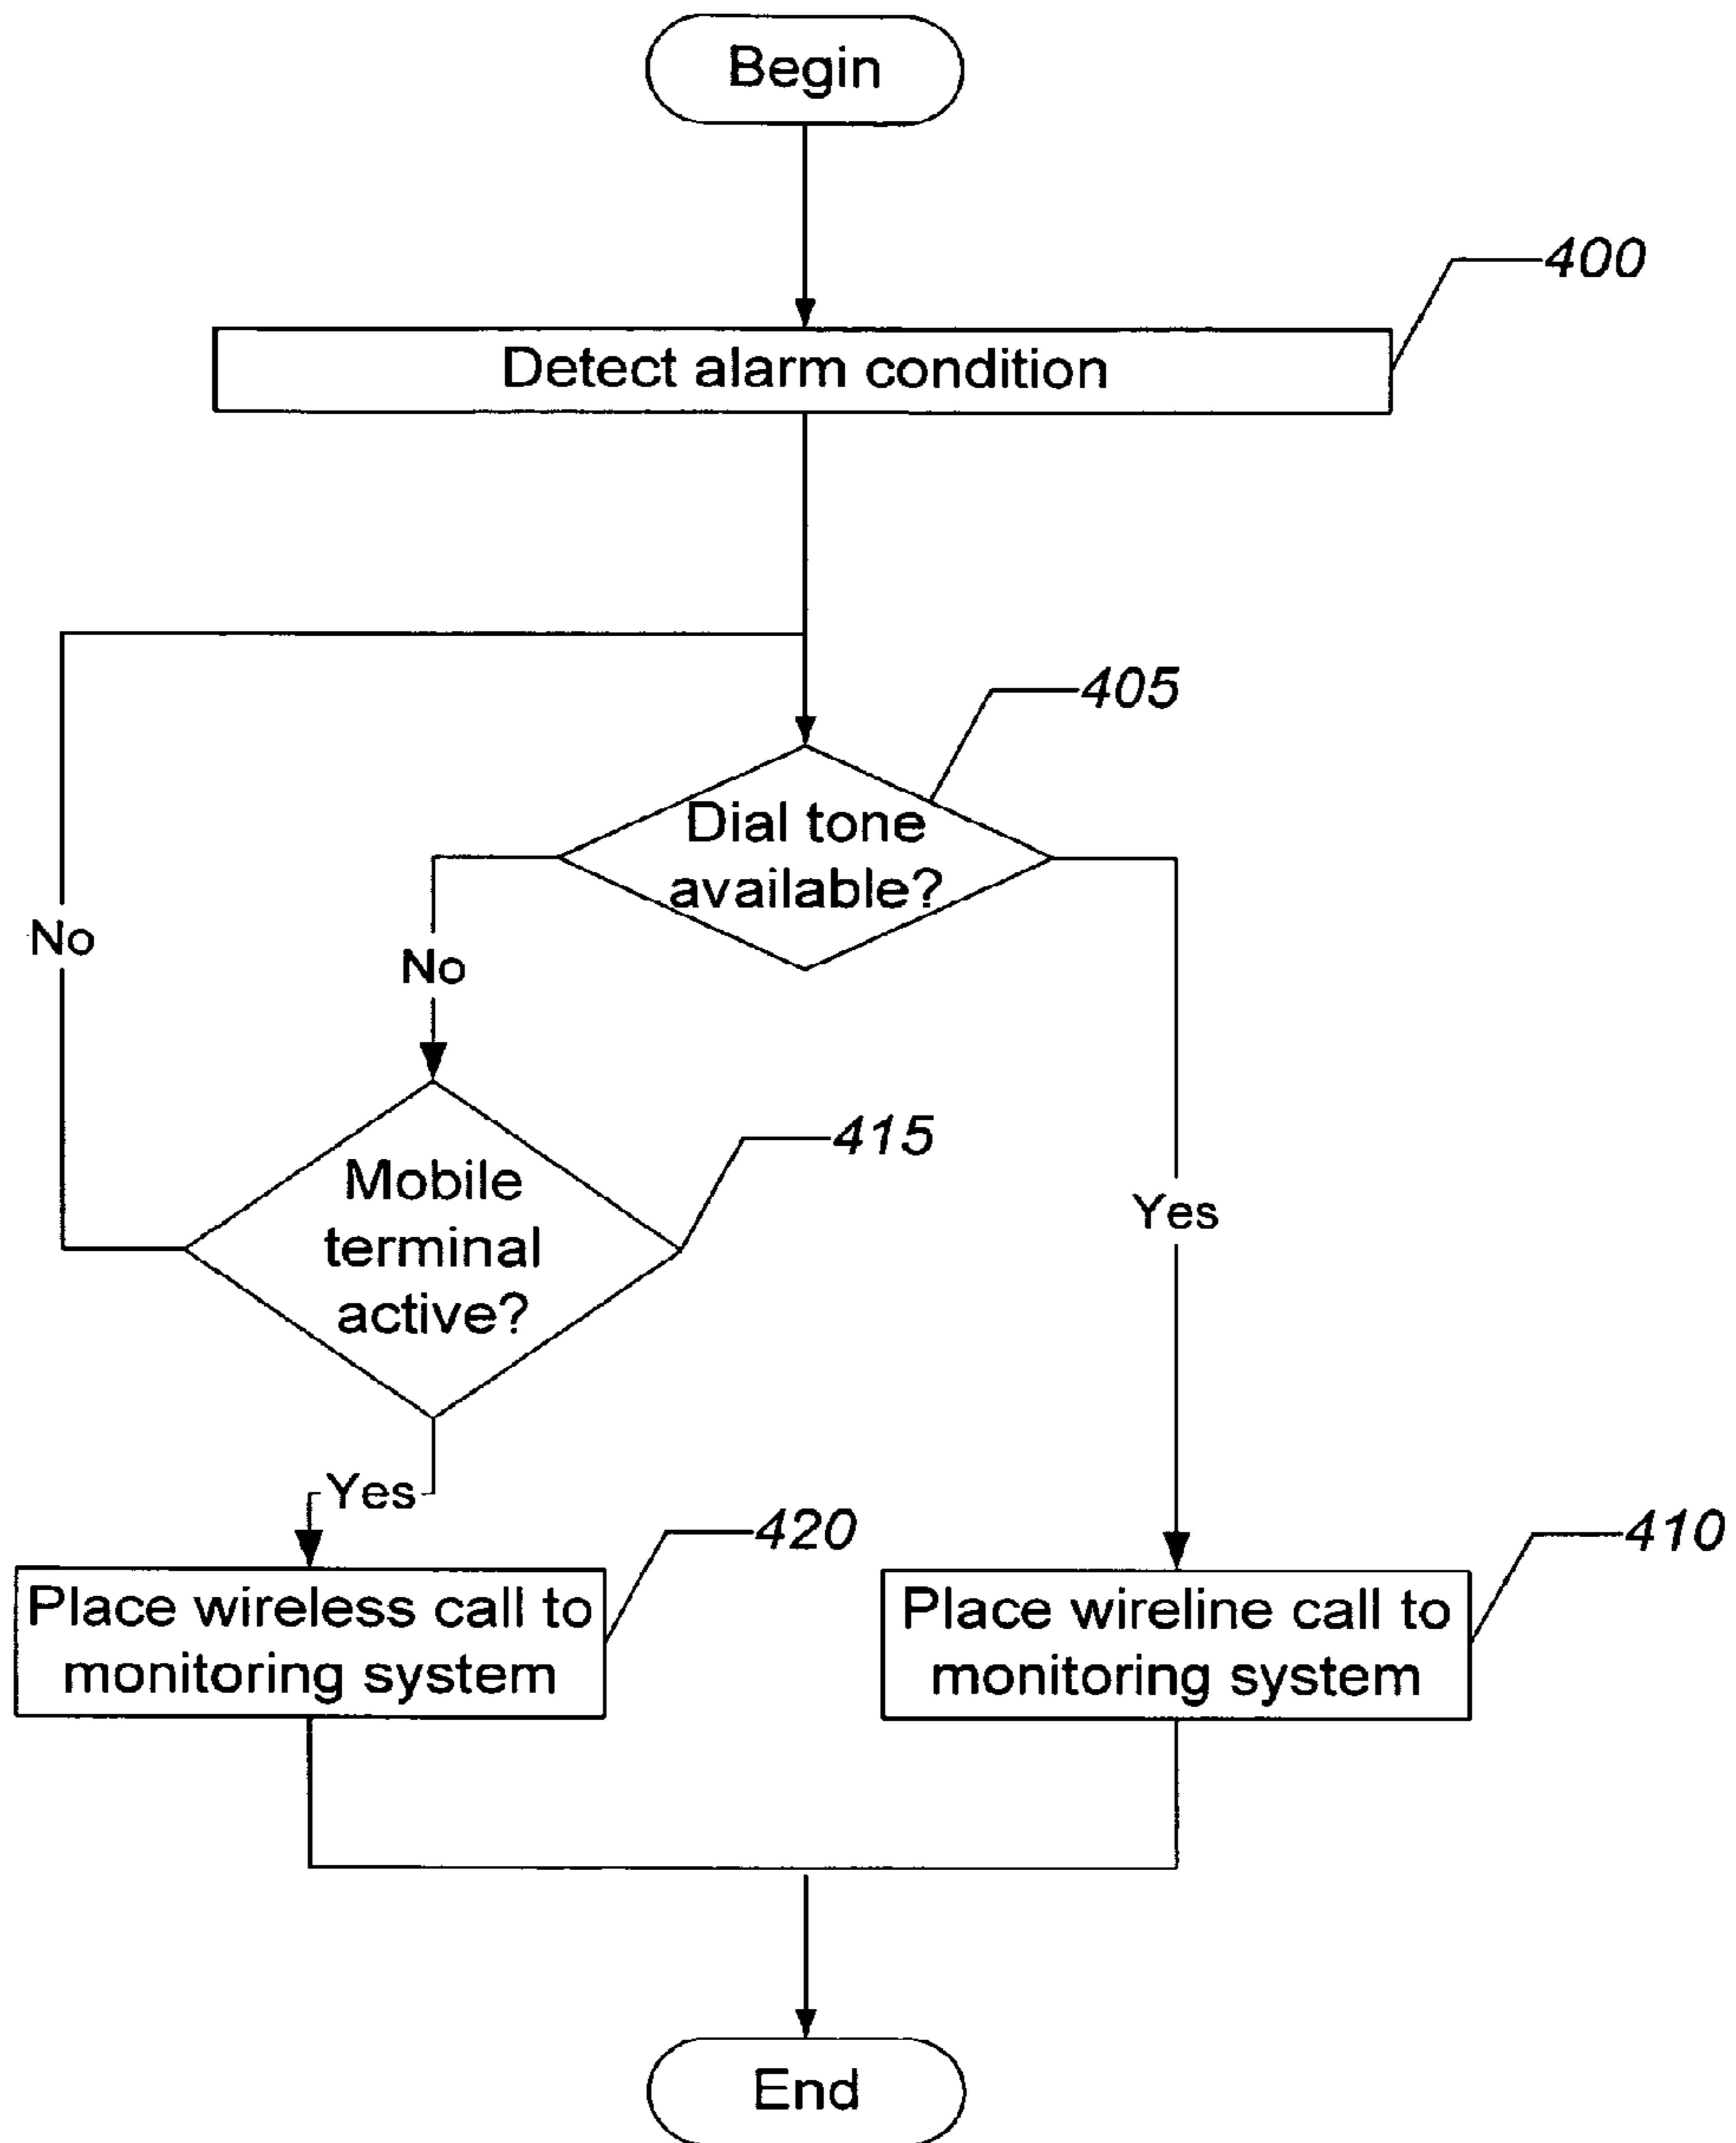 Begin
400
Detect alarm condition
405
Dial tone
available?
No
No
415
Mobile
terminal
active?
Yes
Yes
420
Place wireless call to
monitoring system
410
Place wireline call to
monitoring system
End